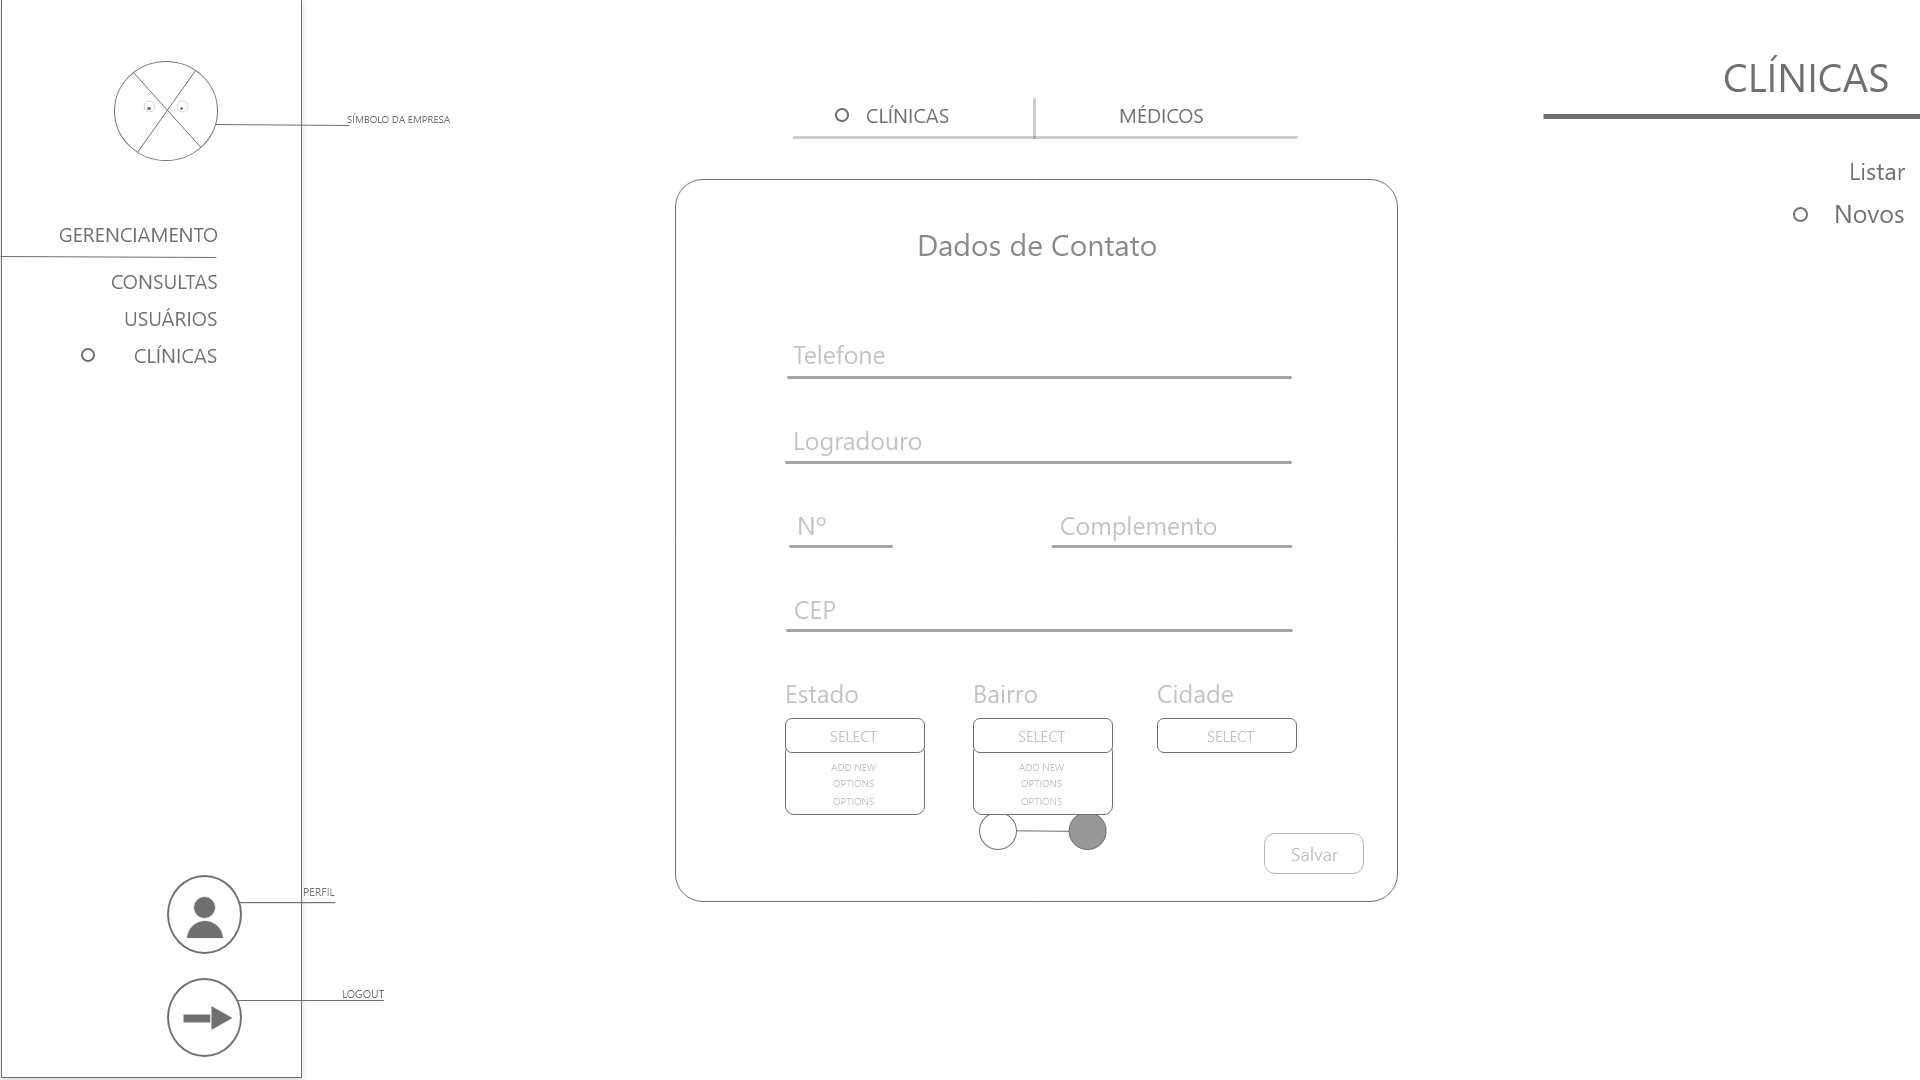 SÍMBOLO DA EMPRESA
GERENCIAMENTO
CONSULTAS
USUÁRIOS
CLÍNICAS
PERFIL
LOGOUT
CLÍNICAS
MÉDICOS
Dados de Contato
Telefone
Logradouro
Nº
Complemento
CEP
Estado
SELECT
ADD NEW
OPTIONS
OPTIONS
Bairro
SELECT
ADD NEW
OPTIONS
OPTIONS
Cidade
SELECT
Salvar
CLÍNICAS
Listar
Novos